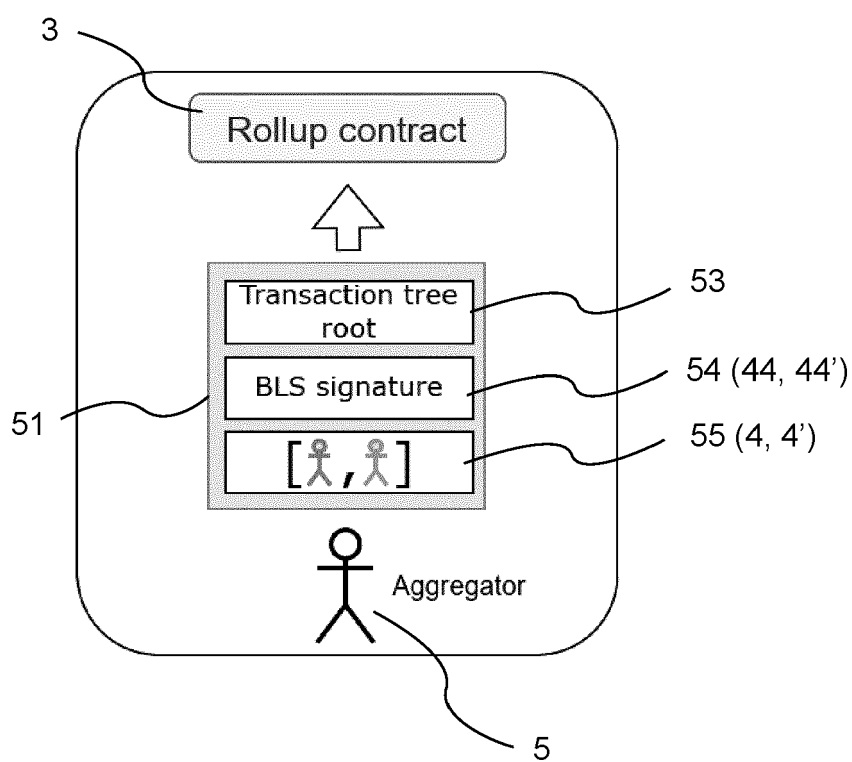 3
Rollup contract
Transaction tree
root
53
BLS signature
54 (44, 44’)
51
[ , ]
55 (4, 4’)
Aggregator
5